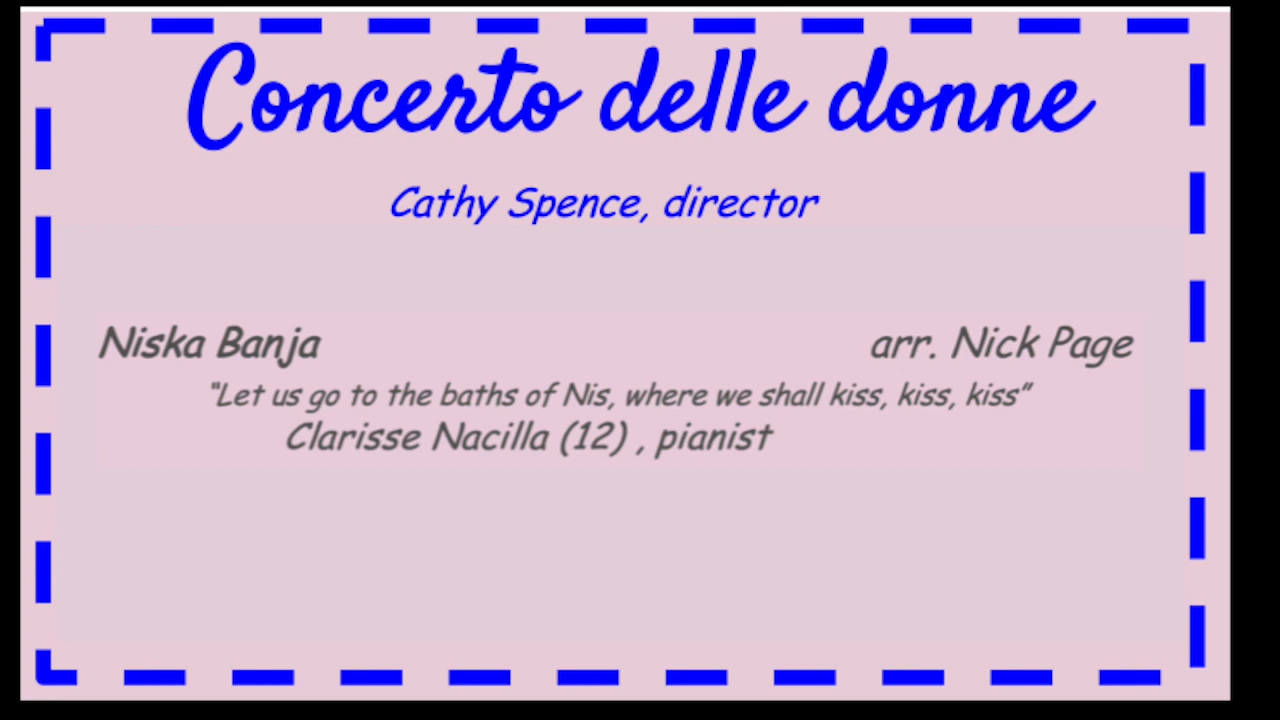 Concerto delle donne
Cathy Spence, director
Niska Banja arr. Nick Page
“Let us go to the baths of Nis, where we shall kiss, kiss, kiss”
Clarisse Nacilla (12) , pianist